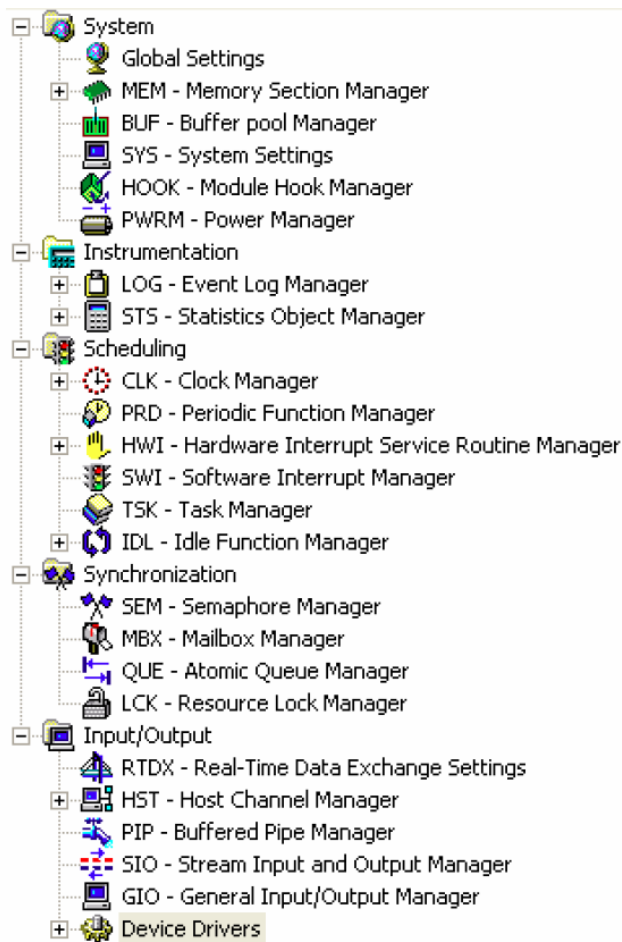 System
Global Settings
MEM - Memory Section Manager
BUF - Buffer pool Manager
SYS - System Settings
HOOK - Module Hook Manager
PWRM - Power Manager
Instrumentation
LOG - Event Log Manager
STS - Statistics Object Manager
Scheduling
CLK - Clock Manager
PRD - Periodic Function Manager
HWI - Hardware Interrupt Service Routine Manager
SWI - Software Interrupt Manager
TSK - Task Manager
IDL - Idle Function Manager
Synchronization
SEM - Semaphore Manager
MBX - Mailbox Manager
QUE - Atomic Queue Manager
LCK - Resource Lock Manager
Input/Output
RTDX - Real-Time Data Exchange Settings
HST - Host Channel Manager
PIP - Buffered Pipe Manager
SIO - Stream Input and Output Manager
GIO - General Input/Output Manager
Device Drivers